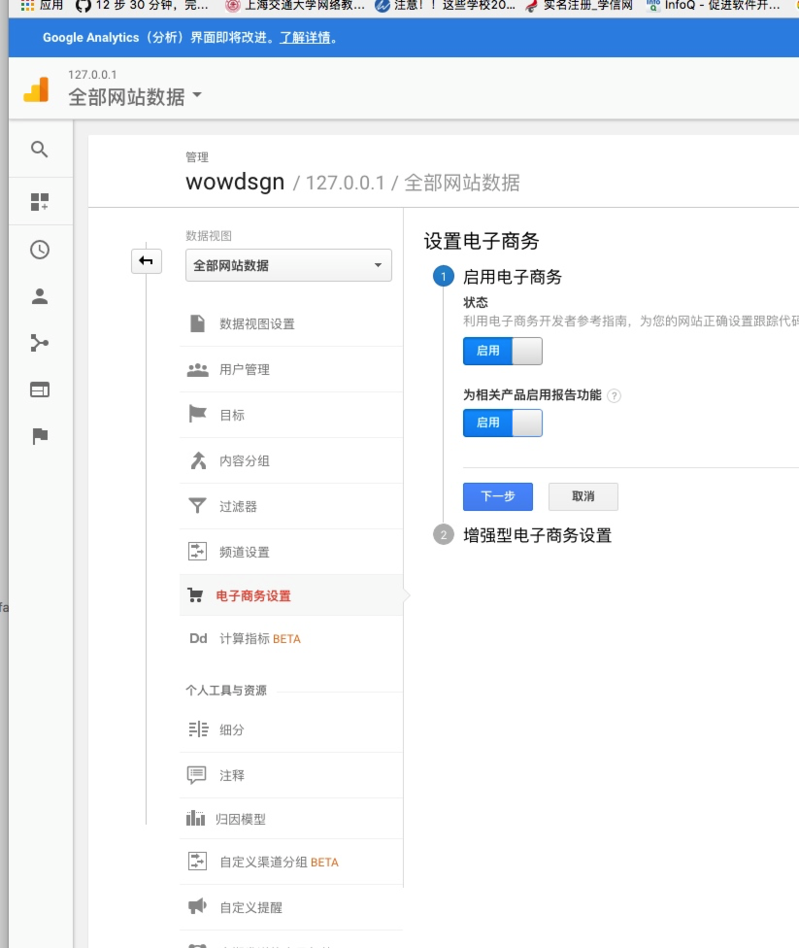 应用
12 步 30 分钟，完...
上海交通大学网络教...
注意！！这些学校20...
实名注册_学信网
InfoQ - 促进软件开...
Google Analytics（分析）界面即将改进。了解详情。
127.0.0.1
全部网站数据
管理
wowdsgn / 127.0.0.1 / 全部网站数据
数据视图
全部网站数据
数据视图设置
用户管理
目标
内容分组
过滤器
频道设置
电子商务设置
Dd 计算指标 BETA
个人工具与资源
细分
注释
归因模型
自定义渠道分组 BETA
自定义提醒
设置电子商务
1 启用电子商务
状态
利用电子商务开发者参考指南，为您的网站正确设置跟踪代码
启用
为相关产品启用报告功能 ?
启用
下一步
取消
2 增强型电子商务设置
fa